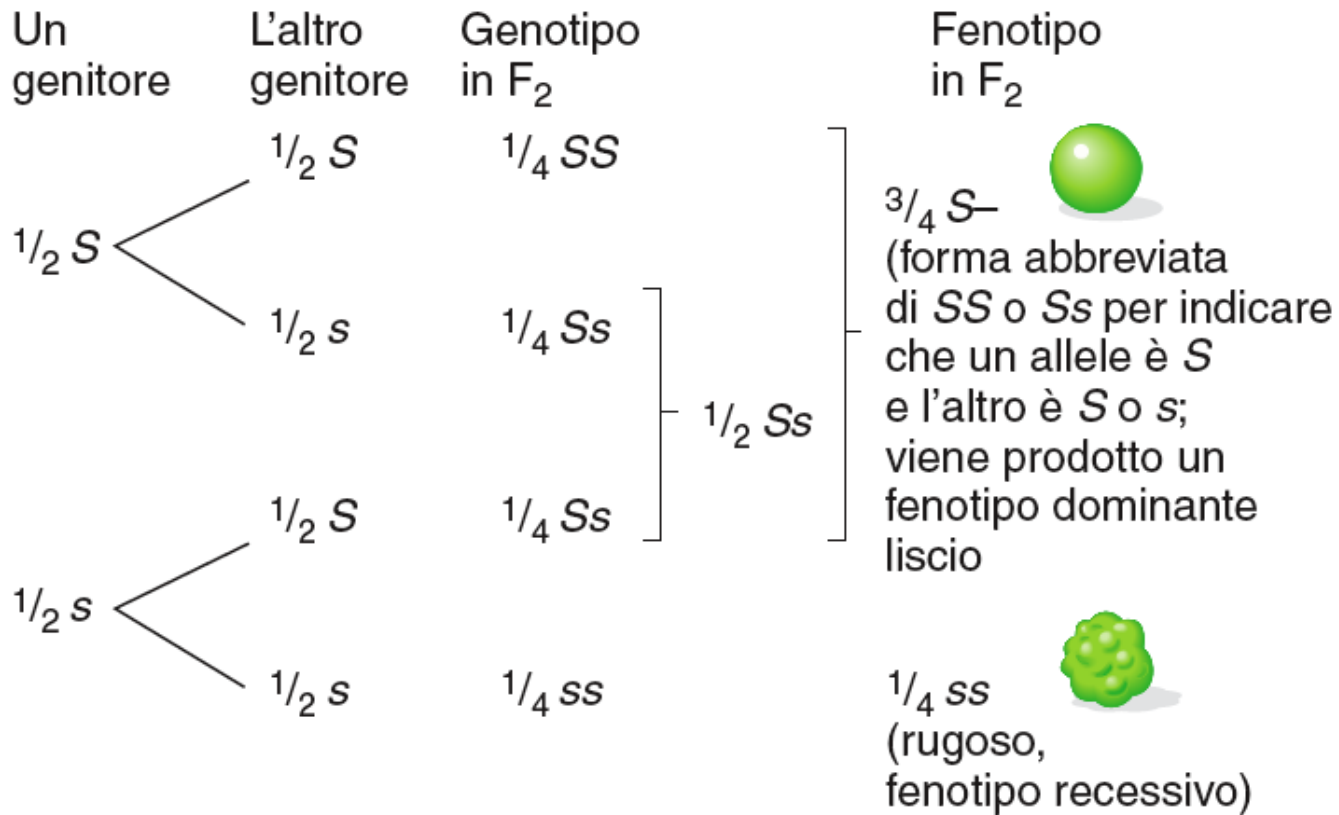 Un genitore
L'altro genitore
Genotipo in F₂
Fenotipo in F₂
1/2 S
1/2 S
1/4 SS
1/2 s
1/4 Ss
1/2 Ss
1/2 s
1/2 S
1/4 Ss
1/2 s
1/4 ss
3/4 S–
(forma abbreviata
di SS o Ss per indicare
che un allele è S
e l'altro è S o s;
viene prodotto un
fenotipo dominante
liscio
1/4 ss
(rugoso,
fenotipo recessivo)